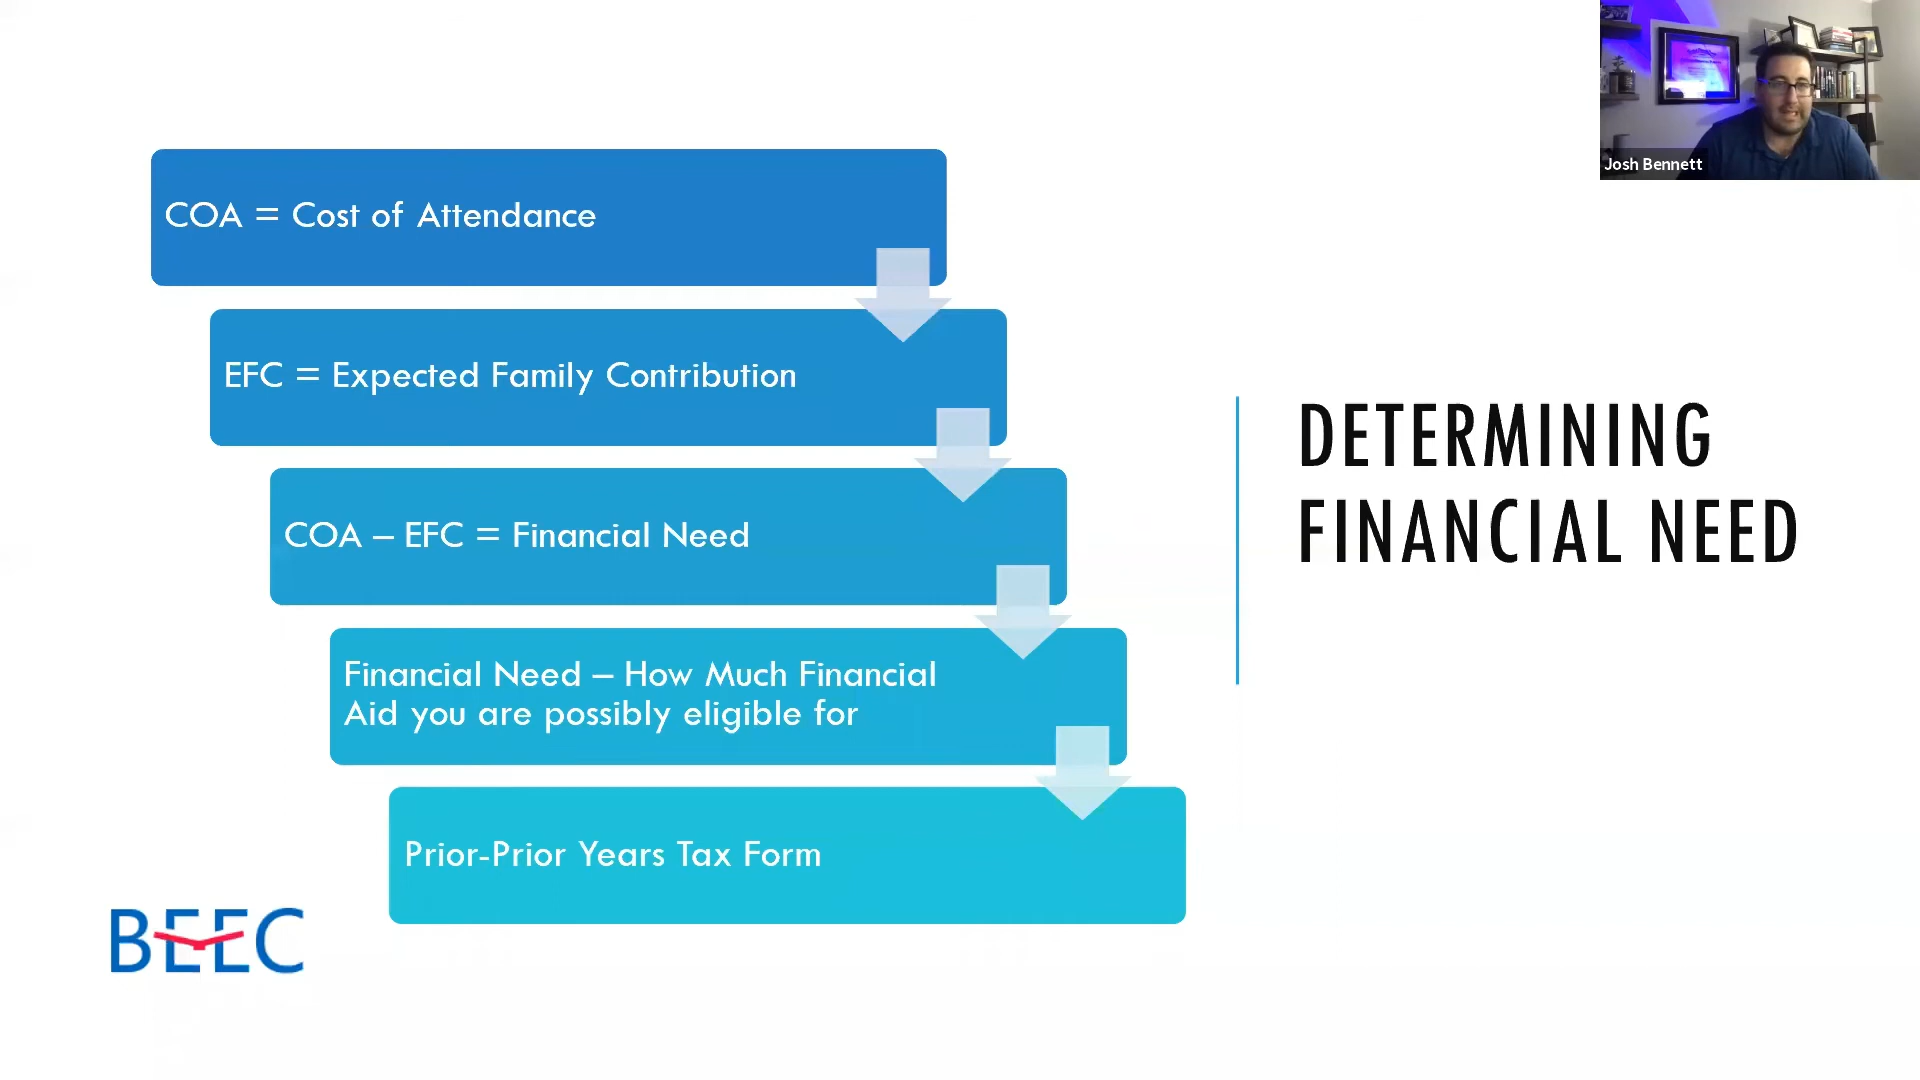 COA = Cost of Attendance
EFC = Expected Family Contribution
COA – EFC = Financial Need
Financial Need – How Much Financial
Aid you are possibly eligible for
Prior-Prior Years Tax Form
DETERMINING
FINANCIAL NEED
BEEC
Josh Bennett